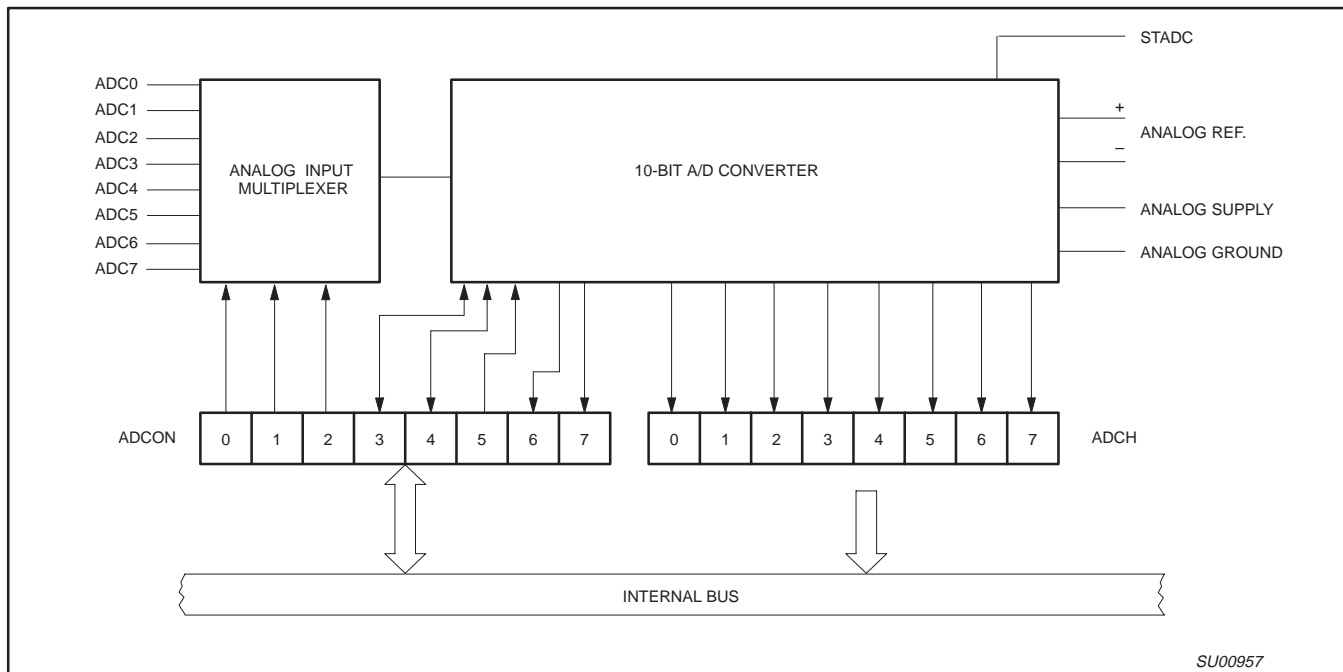 STADC
ADC0
ADC1
ADC2
ADC3
ADC4
ADC5
ADC6
ADC7
ANALOG INPUT
MULTIPLEXER
10-BIT A/D CONVERTER
+
ANALOG REF.
–
ANALOG SUPPLY
ANALOG GROUND
ADCON 0 1 2 3 4 5 6 7
0 1 2 3 4 5 6 7 ADCH
INTERNAL BUS
SU00957